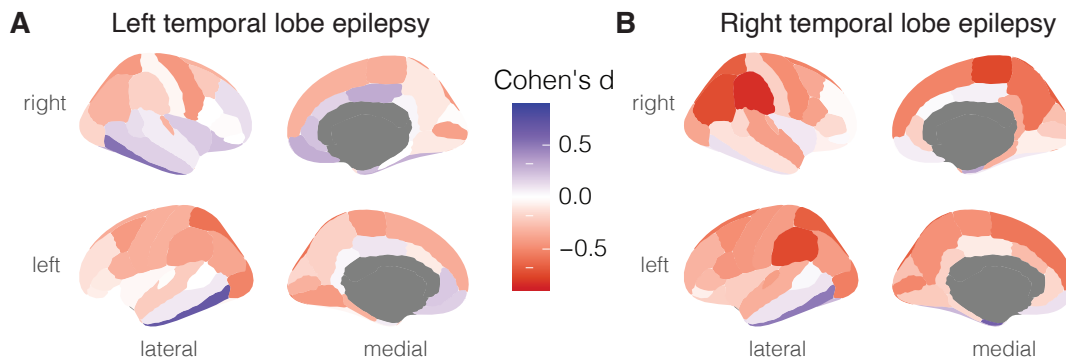 A Left temporal lobe epilepsy
B Right temporal lobe epilepsy
right
left
lateral
medial
Cohen's d
0.5
0.0
−0.5
right
left
lateral
medial